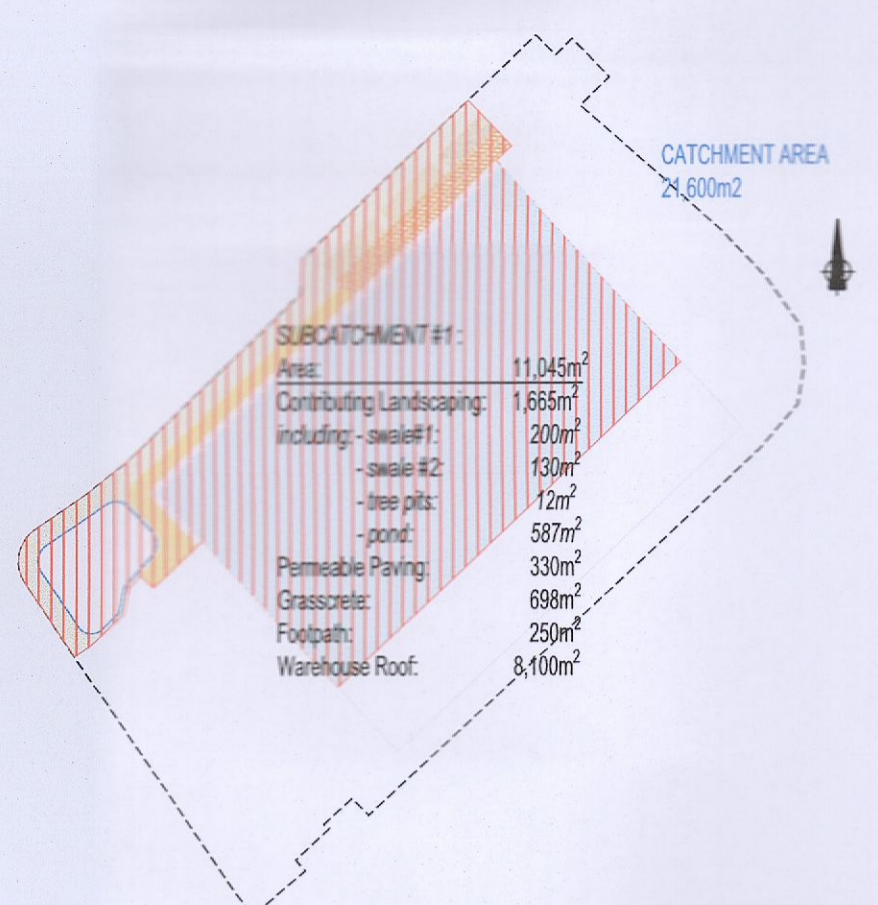 CATCHMENT AREA
21,600m2
SUBCATCHMENT #1 :
Area: 11,045m²
Contributing Landscaping: 1,665m²
including: - swale#1: 200m²
- swale #2: 130m²
- tree pits: 12m²
- pond: 587m²
Permeable Paving: 330m²
Grasscrete: 698m²
Footpath: 250m²
Warehouse Roof: 8,100m²